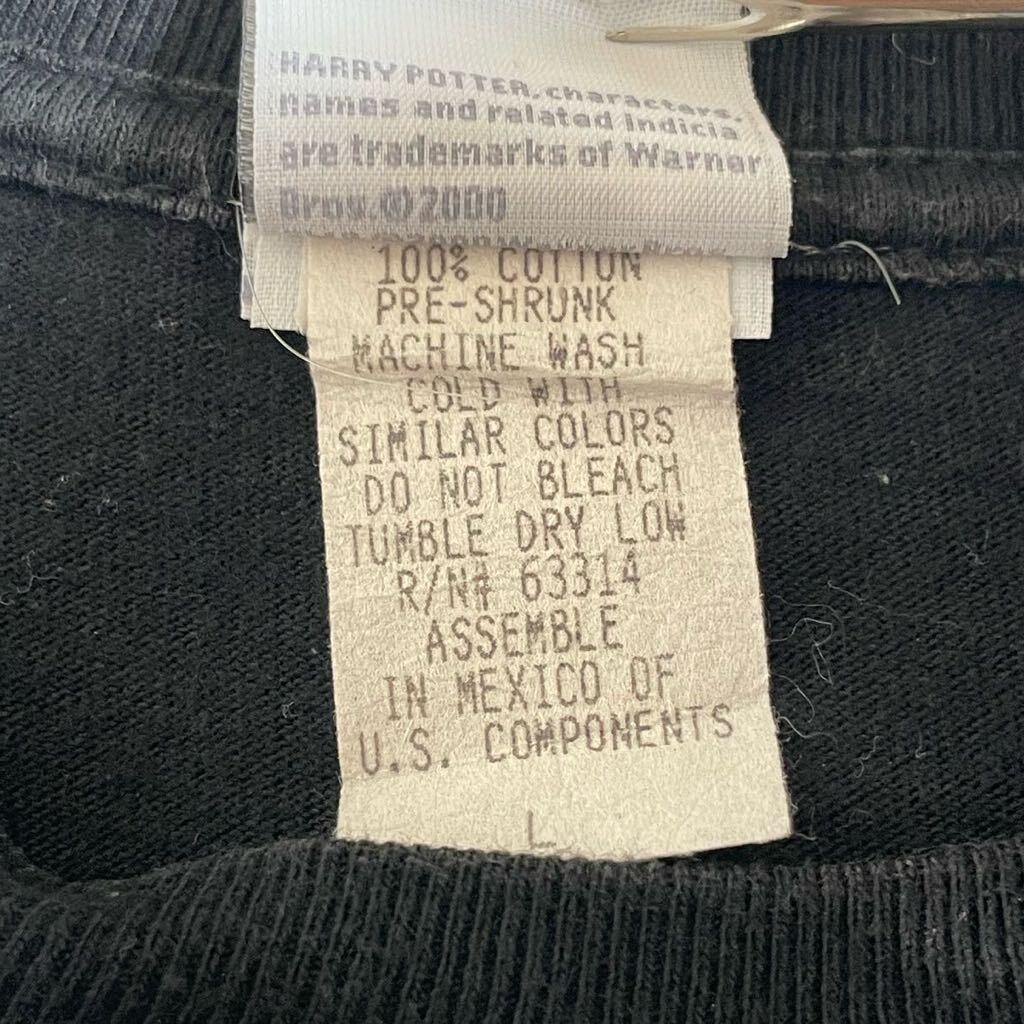 HARRY POTTER, characters,
names and related indicia
are trademarks of Warner
Bros. © 2000
100% COTTON
PRE-SHRUNK
MACHINE WASH
COLD WITH
SIMILAR COLORS
DO NOT BLEACH
TUMBLE DRY LOW
R/N# 63314
ASSEMBLE
IN MEXICO OF
U.S. COMPONENTS
L